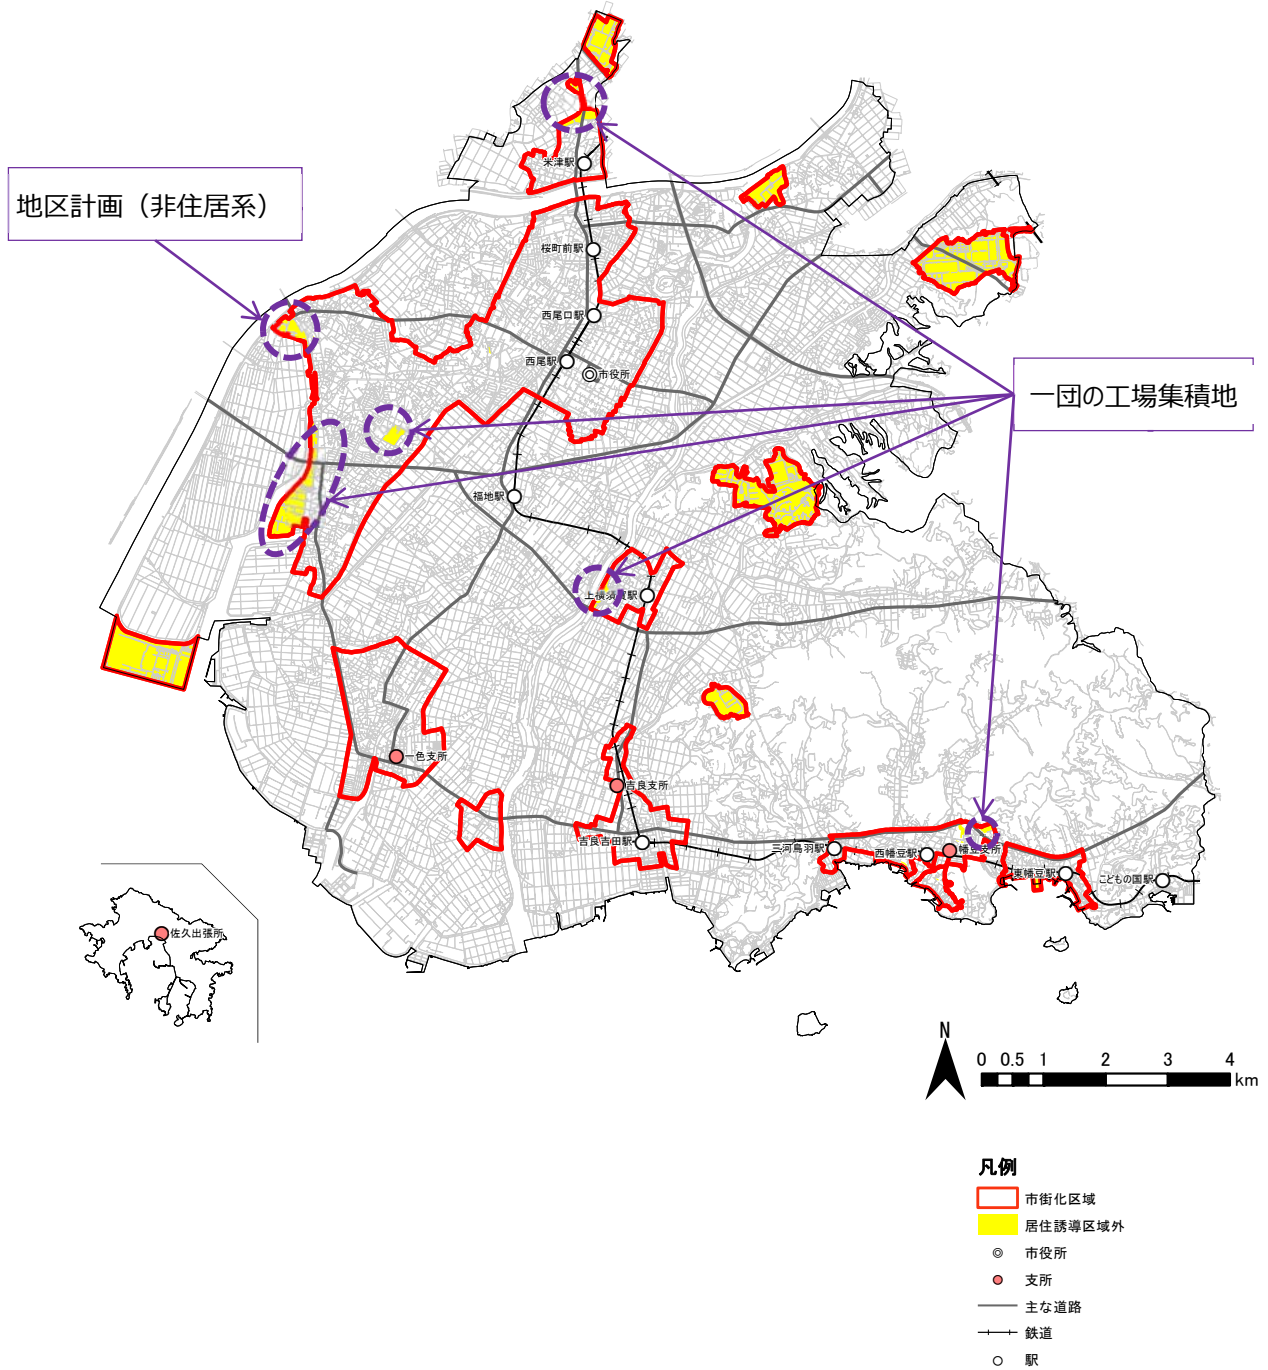 米津駅
地区計画（非住居系）
桜町前駅
西尾口駅
西尾駅
市役所
一団の工場集積地
福地駅
上横須賀駅
一色支所
吉良支所
吉良吉田駅
三河鳥羽駅
西幡豆駅
幡豆支所
東幡豆駅
こどもの国駅
佐久出張所
N
0 0.5 1 2 3 4
km
凡例
市街化区域
居住誘導区域外
市役所
支所
主な道路
鉄道
駅